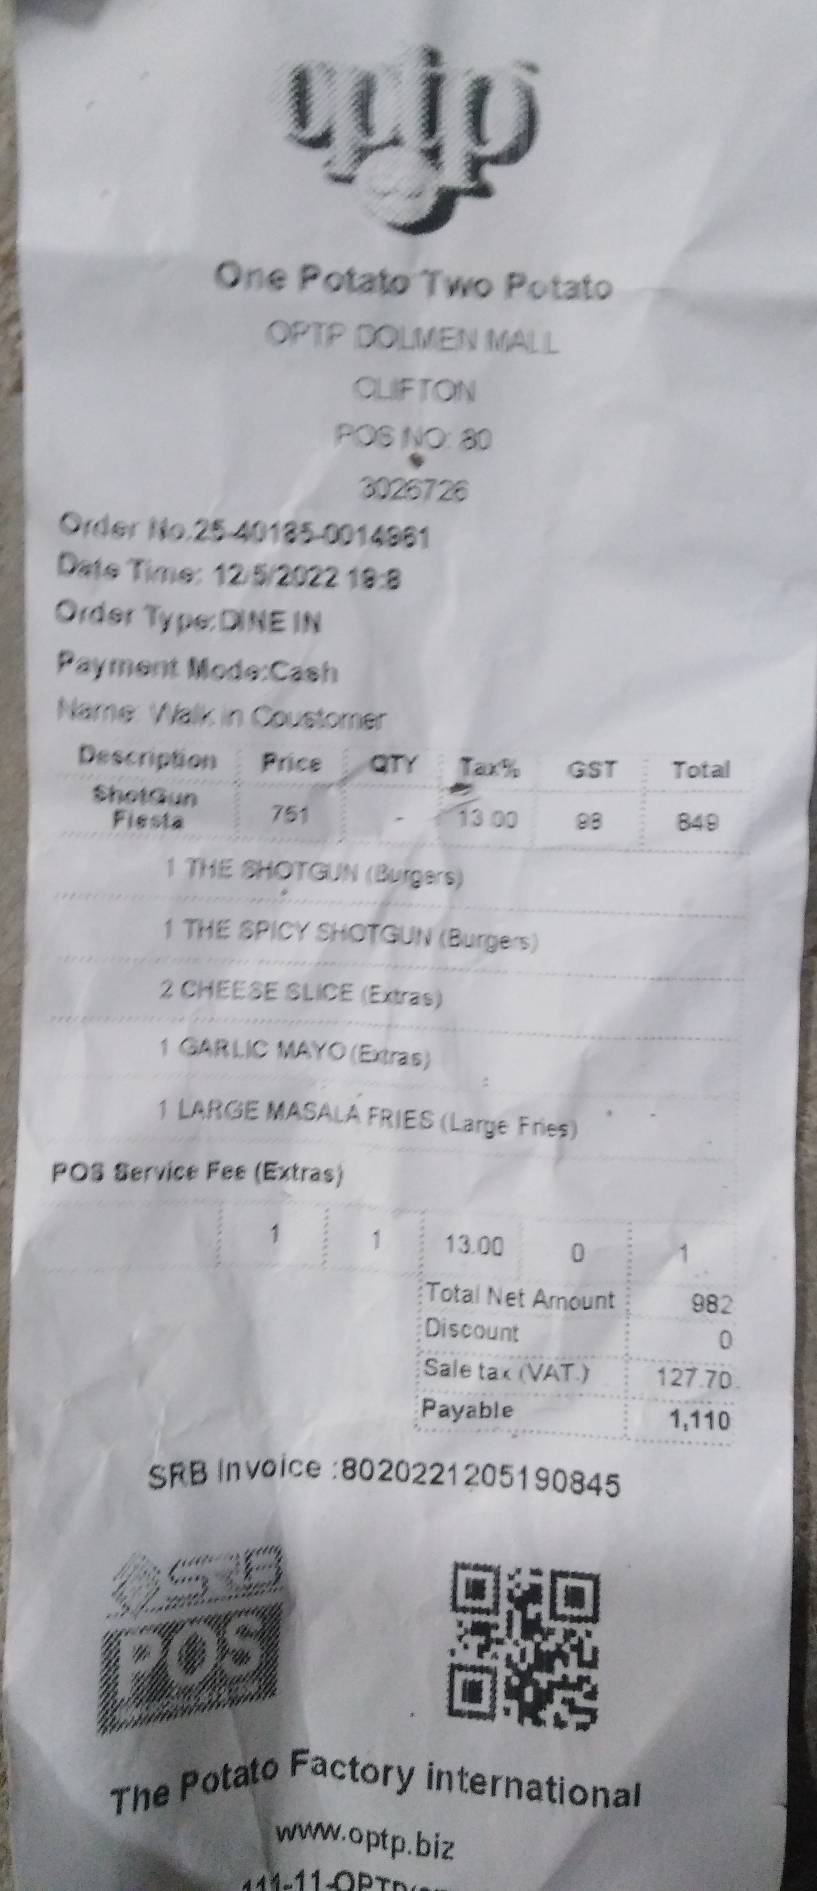 optp
One Potato Two Potato
OPTP DOLMEN MALL
CLIFTON
POS NO: 80
3026726
Order No.25-40185-0014961
Date Time: 12/5/2022 19:8
Order Type:DINE IN
Payment Mode:Cash
Name: Walk in Coustomer
Description Price QTY Tax% GST Total
ShotGun Fiesta 751 - 13.00 98 849
1 THE SHOTGUN (Burgers)
1 THE SPICY SHOTGUN (Burgers)
2 CHEESE SLICE (Extras)
1 GARLIC MAYO (Extras)
1 LARGE MASALA FRIES (Large Fries)
POS Service Fee (Extras)
1 1 13.00 0 1
Total Net Amount 982
Discount 0
Sale tax (VAT.) 127.70
Payable 1,110
SRB Invoice :8020221205190845
SRB
POS
The Potato Factory international
www.optp.biz
111-11-OPTP